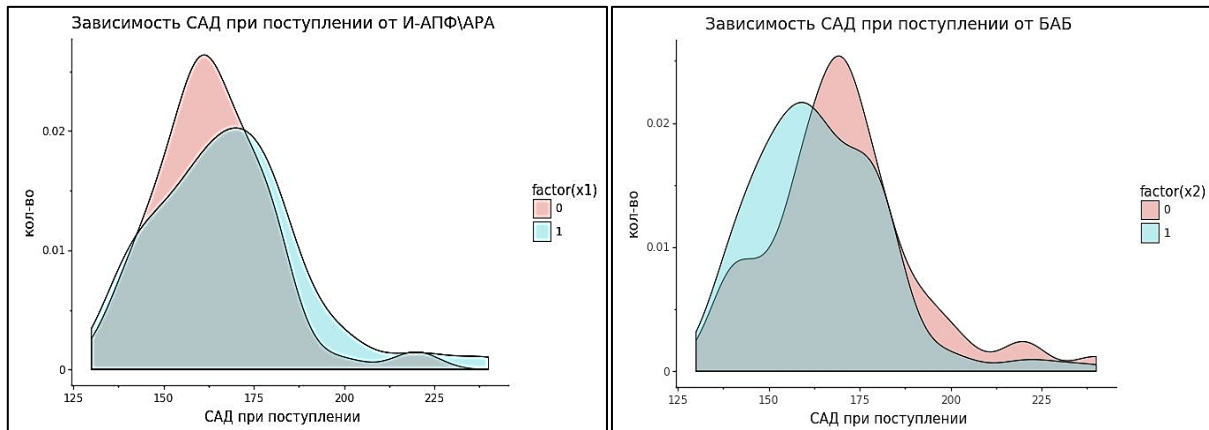 Зависимость САД при поступлении от И-АПФ\АРА
кол-во
0.02
0.01
0
125
150
175
200
225
САД при поступлении
factor(x1)
0
1
Зависимость САД при поступлении от БАБ
кол-во
0.02
0.01
0
125
150
175
200
225
САД при поступлении
factor(x2)
0
1